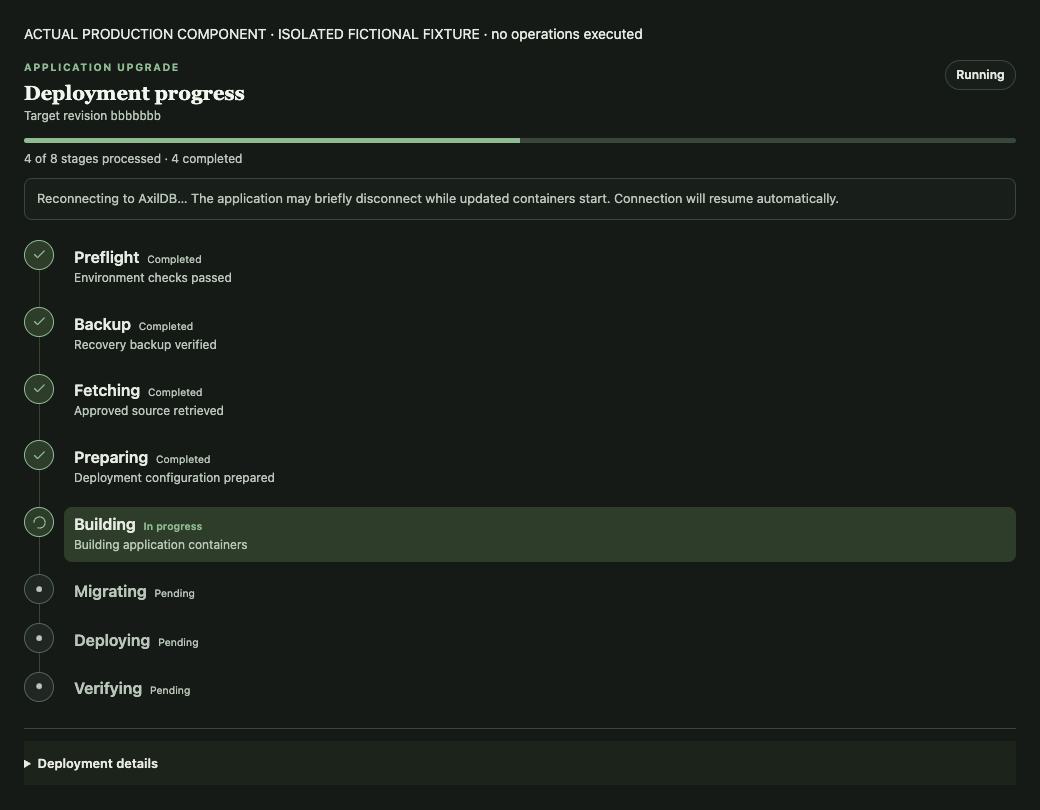 ACTUAL PRODUCTION COMPONENT · ISOLATED FICTIONAL FIXTURE · no operations executed
APPLICATION UPGRADE
Deployment progress
Running
Target revision bbbbbbb
4 of 8 stages processed · 4 completed
Reconnecting to AxilDB… The application may briefly disconnect while updated containers start. Connection will resume automatically.
Preflight Completed
Environment checks passed
Backup Completed
Recovery backup verified
Fetching Completed
Approved source retrieved
Preparing Completed
Deployment configuration prepared
Building In progress
Building application containers
Migrating Pending
Deploying Pending
Verifying Pending
Deployment details